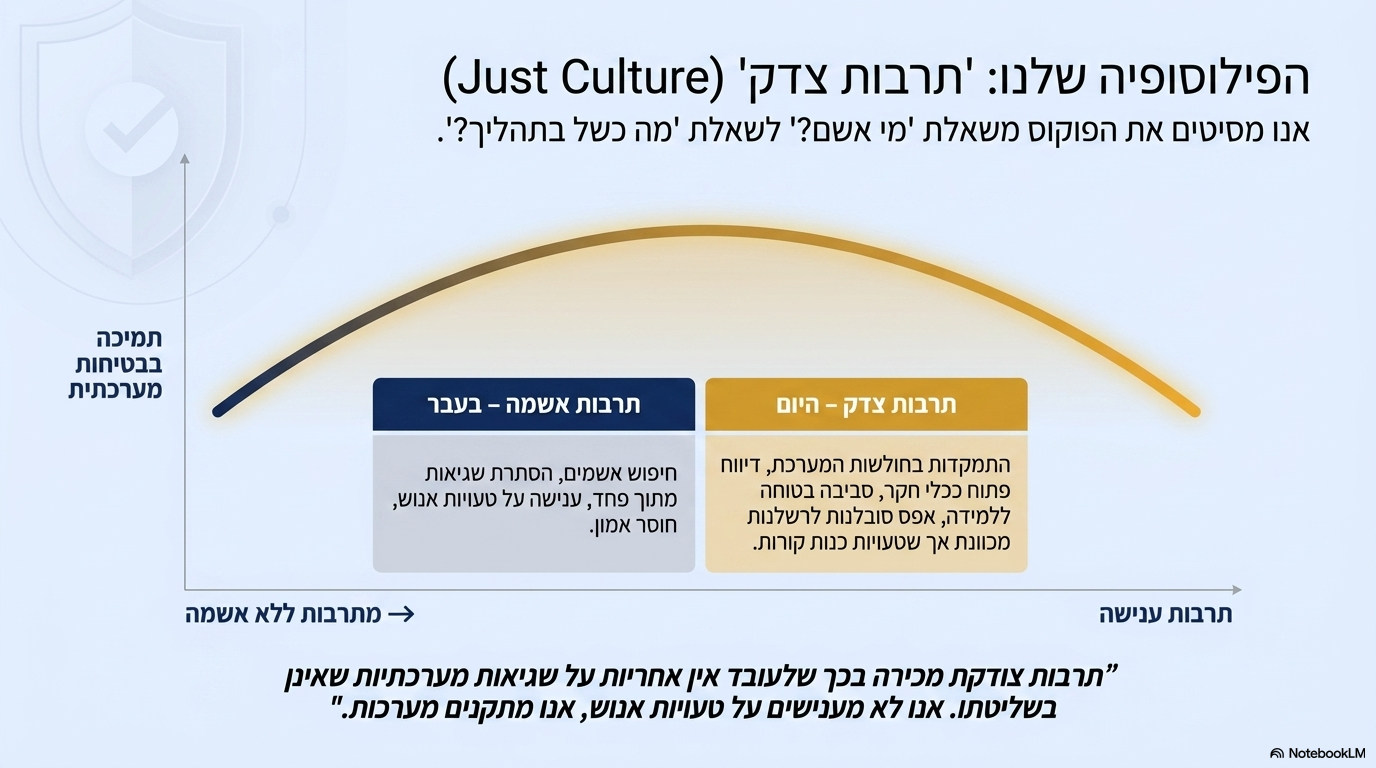 הפילוסופיה שלנו: 'תרבות צדק' (Just Culture)
אנו מסיטים את הפוקוס משאלת 'מי אשם?' לשאלת 'מה כשל בתהליך?'.
תמיכה
בבטיחות
מערכתית
תרבות צדק – היום
התמקדות בחולשות המערכת, דיווח
פתוח ככלי חקר, סביבה בטוחה
ללמידה, אפס סובלנות לרשלנות
מכוונת אך שטעויות כנות קורות.
תרבות אשמה – בעבר
חיפוש אשמים, הסתרת שגיאות
מתוך פחד, ענישה על טעויות אנוש,
חוסר אמון.
תרבות ענישה
מתרבות ללא אשמה →
”תרבות צודקת מכירה בכך שלעובד אין אחריות על שגיאות מערכתיות שאינן
בשליטתו. אנו לא מענישים על טעויות אנוש, אנו מתקנים מערכות."
NotebookLM